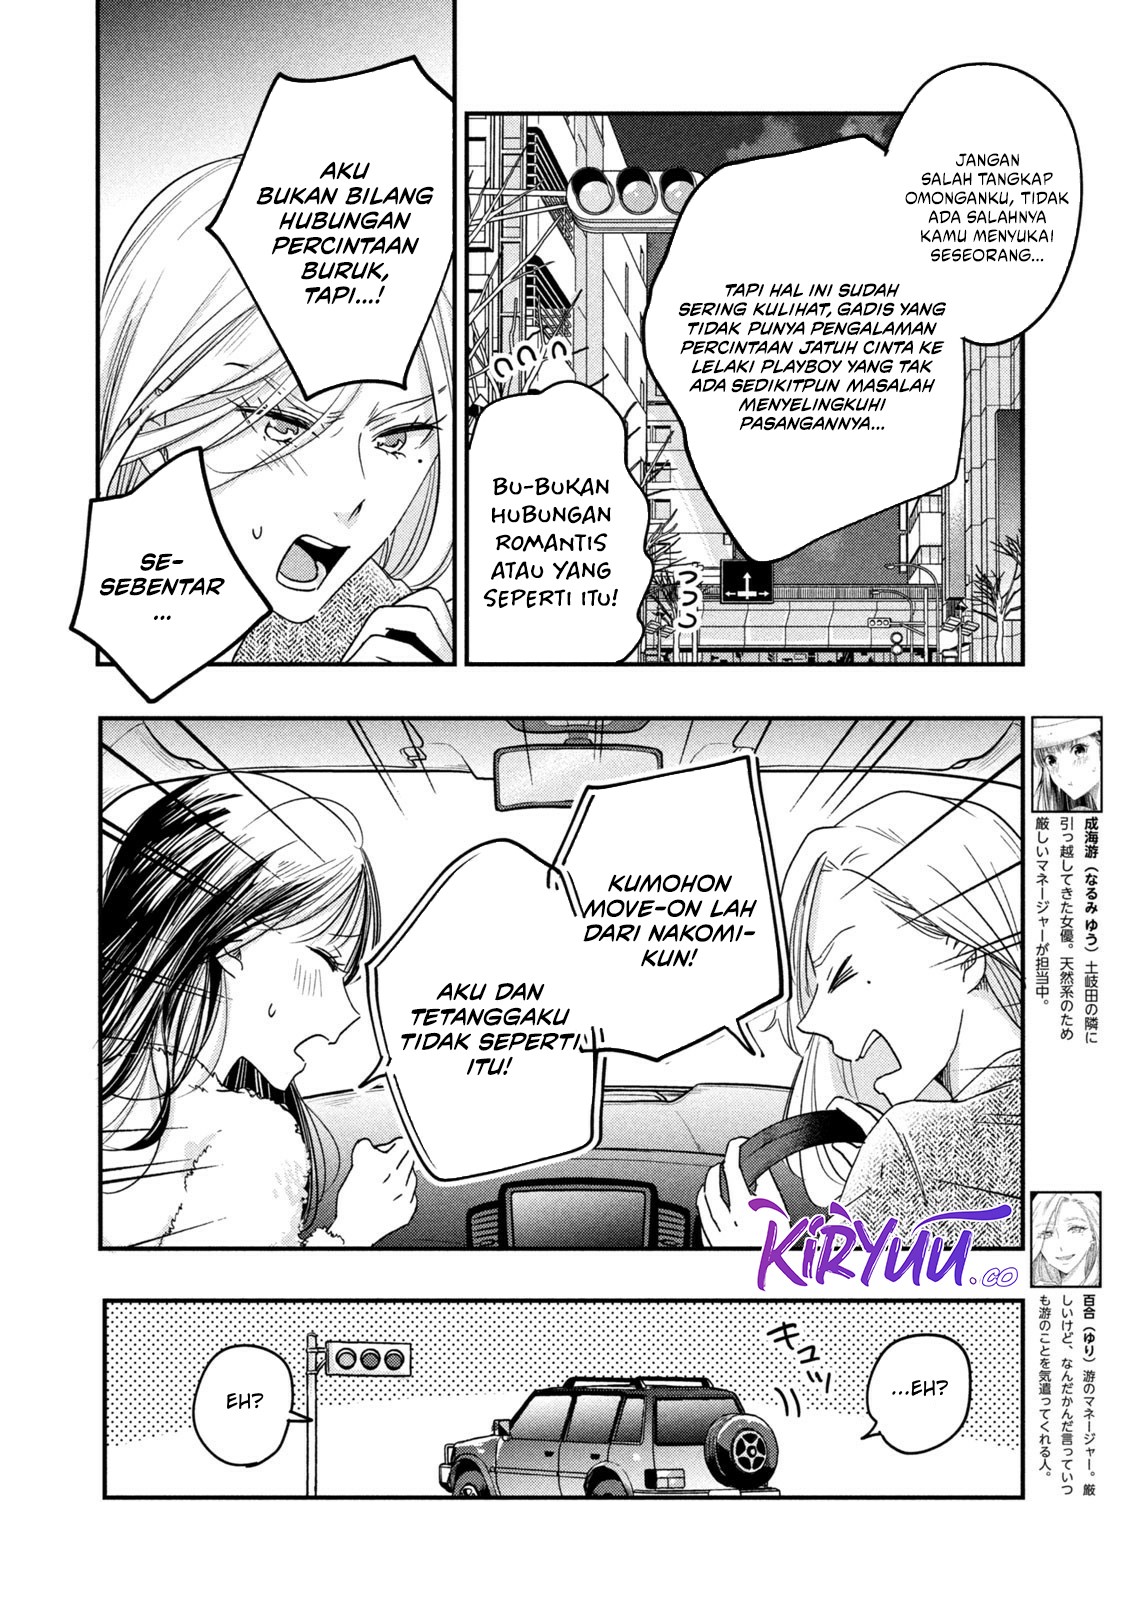 JANGAN
SALAH TANGKAP
OMONGANKU, TIDAK
ADA SALAHNYA
KAMU MENYUKAI
SESEORANG...
TAPI HAL INI SUDAH
SERING KULIHAT, GADIS YANG
TIDAK PUNYA PENGALAMAN
PERCINTAAN JATUH CINTA KE
LELAKI PLAYBOY YANG TAK
ADA SEDIKITPUN MASALAH
MENYELINGKUHI
PASANGANNYA...
BU-BUKAN
HUBUNGAN
ROMANTIS
ATAU YANG
SEPERTI ITU!
AKU
BUKAN BILANG
HUBUNGAN
PERCINTAAN
BURUK,
TAPI...!
SE-
SEBENTAR
...
KUMOHON
MOVE-ON LAH
DARI NAKOMI-
KUN!
AKU DAN
TETANGGAKU
TIDAK SEPERTI
ITU!
成海游（なるみ ゆう）土岐田の隣に
引っ越してきた女優。天然系のため
厳しいマネージャーが担当中。
KIRYUU.CO
百合（ゆり）游のマネージャー。厳
しいけど、なんだかんだ言っていつ
も游のことを気遣ってくれる人。
キュッ
...EH?
EH?